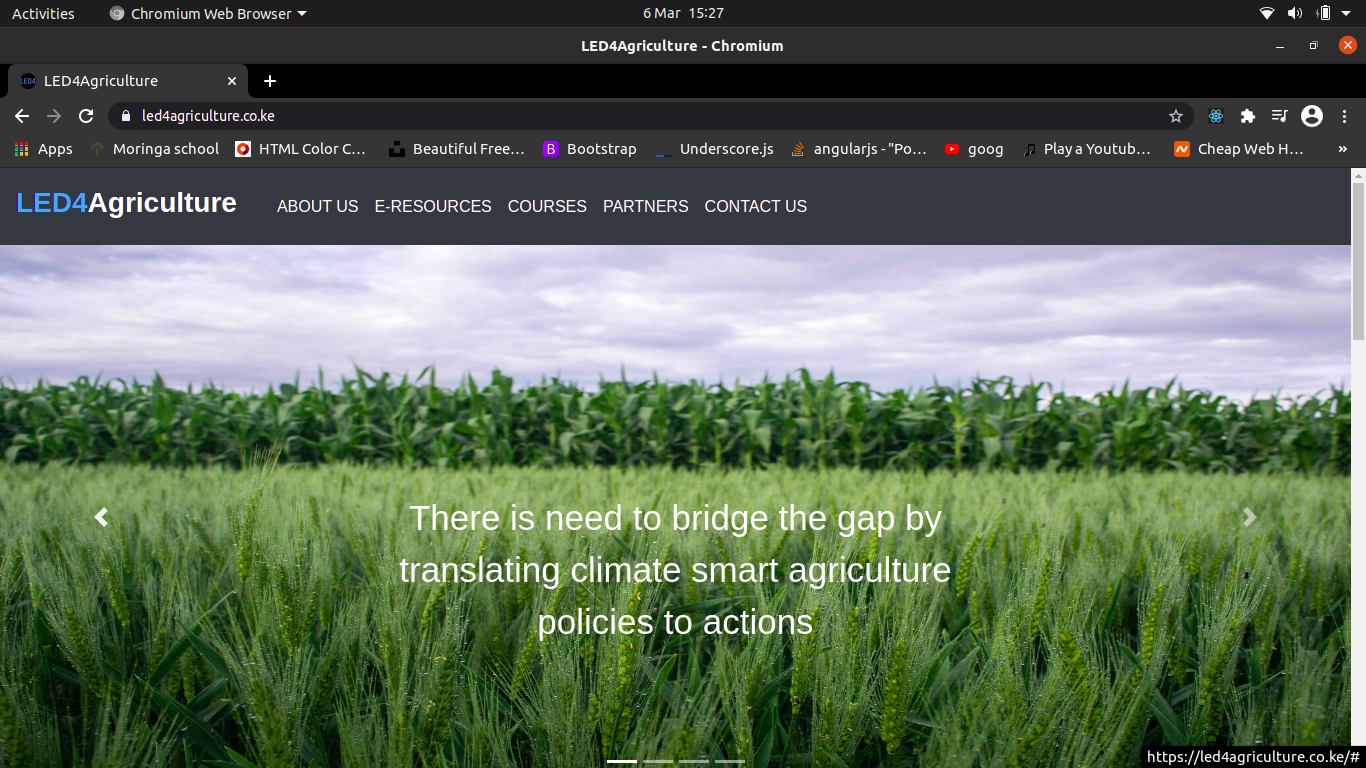 Activities Chromium Web Browser 6 Mar 15:27
LED4Agriculture - Chromium
LED4 LED4Agriculture
led4agriculture.co.ke
Apps Moringa school HTML Color C… Beautiful Free… B Bootstrap Underscore.js angularjs - "Po… goog Play a Youtub… Cheap Web H… »
LED4Agriculture ABOUT US E-RESOURCES COURSES PARTNERS CONTACT US
There is need to bridge the gap by
translating climate smart agriculture
policies to actions
https://led4agriculture.co.ke/#